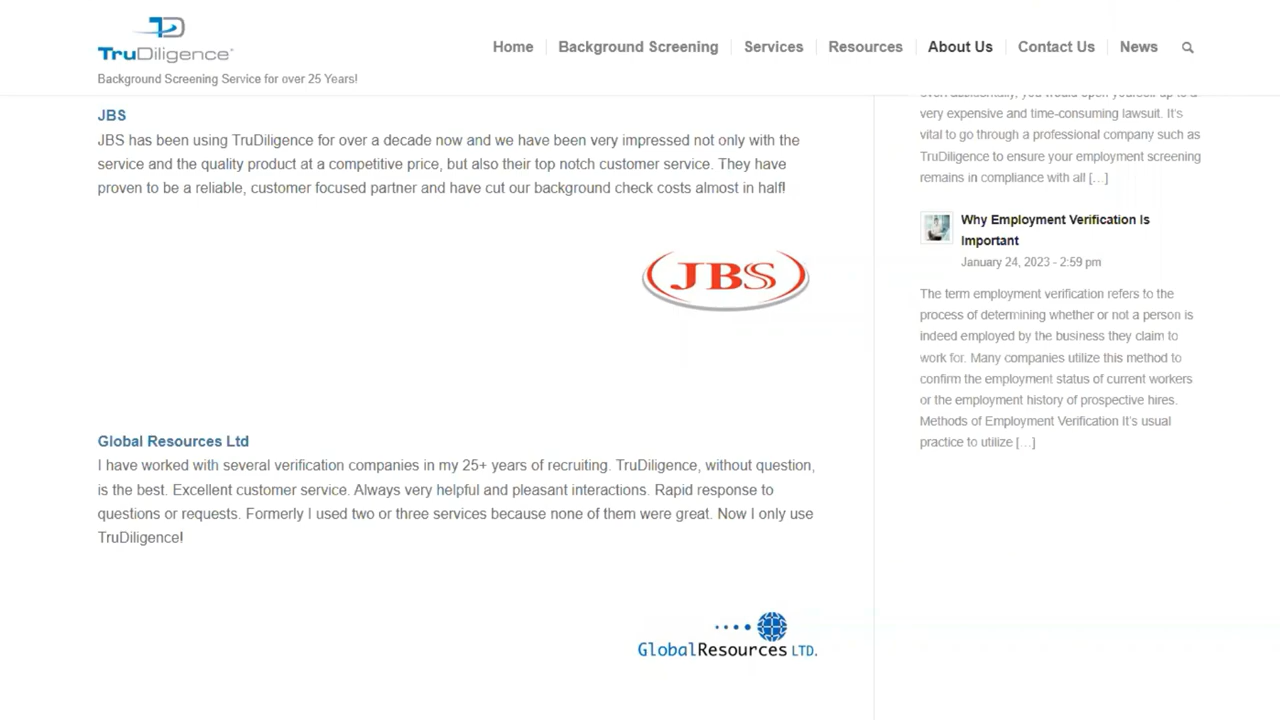 TruDiligence
Background Screening Service for over 25 Years!
Home
Background Screening
Services
Resources
About Us
Contact Us
News
JBS
JBS has been using TruDiligence for over a decade now and we have been very impressed not only with the
service and the quality product at a competitive price, but also their top notch customer service. They have
proven to be a reliable, customer focused partner and have cut our background check costs almost in half!
JBS
Global Resources Ltd
I have worked with several verification companies in my 25+ years of recruiting. TruDiligence, without question,
is the best. Excellent customer service. Always very helpful and pleasant interactions. Rapid response to
questions or requests. Formerly I used two or three services because none of them were great. Now I only use
TruDiligence!
GlobalResources LTD.
even accidentally, you would open yourself up to a
very expensive and time-consuming lawsuit. It's
vital to go through a professional company such as
TruDiligence to ensure your employment screening
remains in compliance with all [...]
Why Employment Verification Is
Important
January 24, 2023 - 2:59 pm
The term employment verification refers to the
process of determining whether or not a person is
indeed employed by the business they claim to
work for. Many companies utilize this method to
confirm the employment status of current workers
or the employment history of prospective hires.
Methods of Employment Verification It's usual
practice to utilize [...]